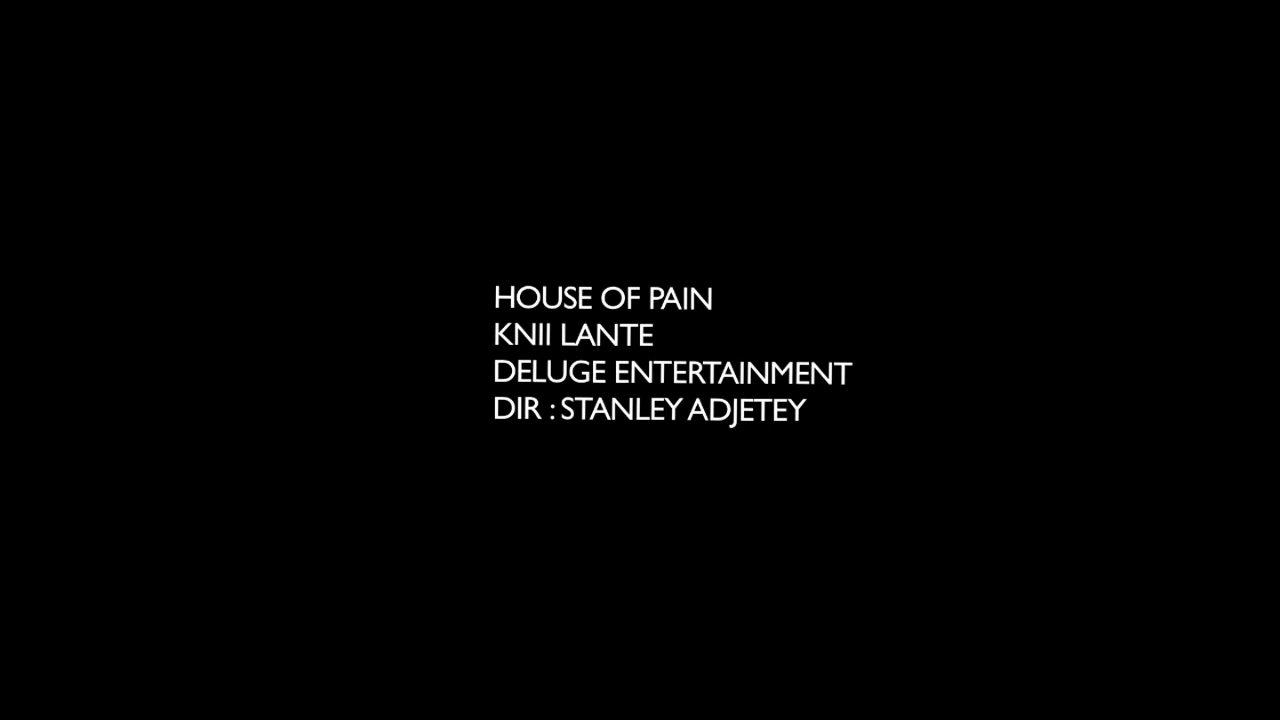 HOUSE OF PAIN
KNII LANTE
DELUGE ENTERTAINMENT
DIR : STANLEY ADJETEY